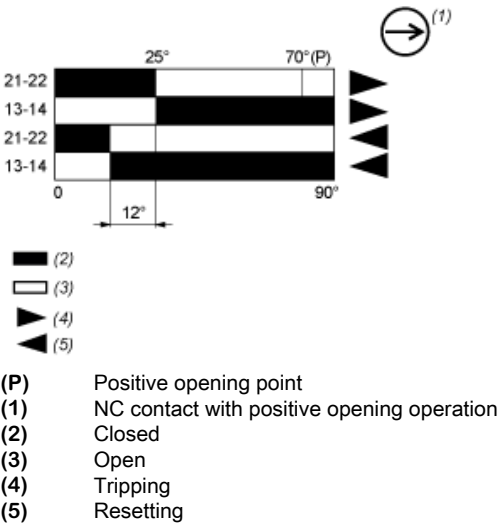 (1)
25° 70°(P)
21-22
13-14
21-22
13-14
0 90°
12°
(2)
(3)
(4)
(5)
(P) Positive opening point
(1) NC contact with positive opening operation
(2) Closed
(3) Open
(4) Tripping
(5) Resetting